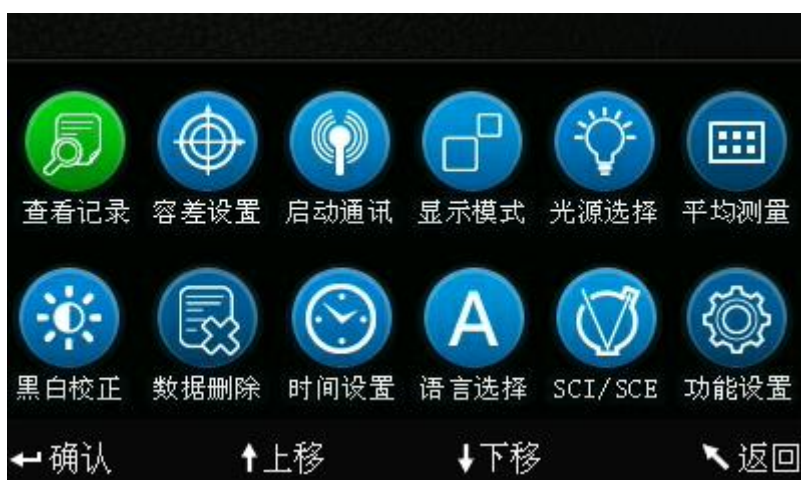 查看记录 容差设置 启动通讯 显示模式 光源选择 平均测量
A
黑白校正 数据删除 时间设置 语言选择 SCI/SCE 功能设置
确认 上移 下移 返回